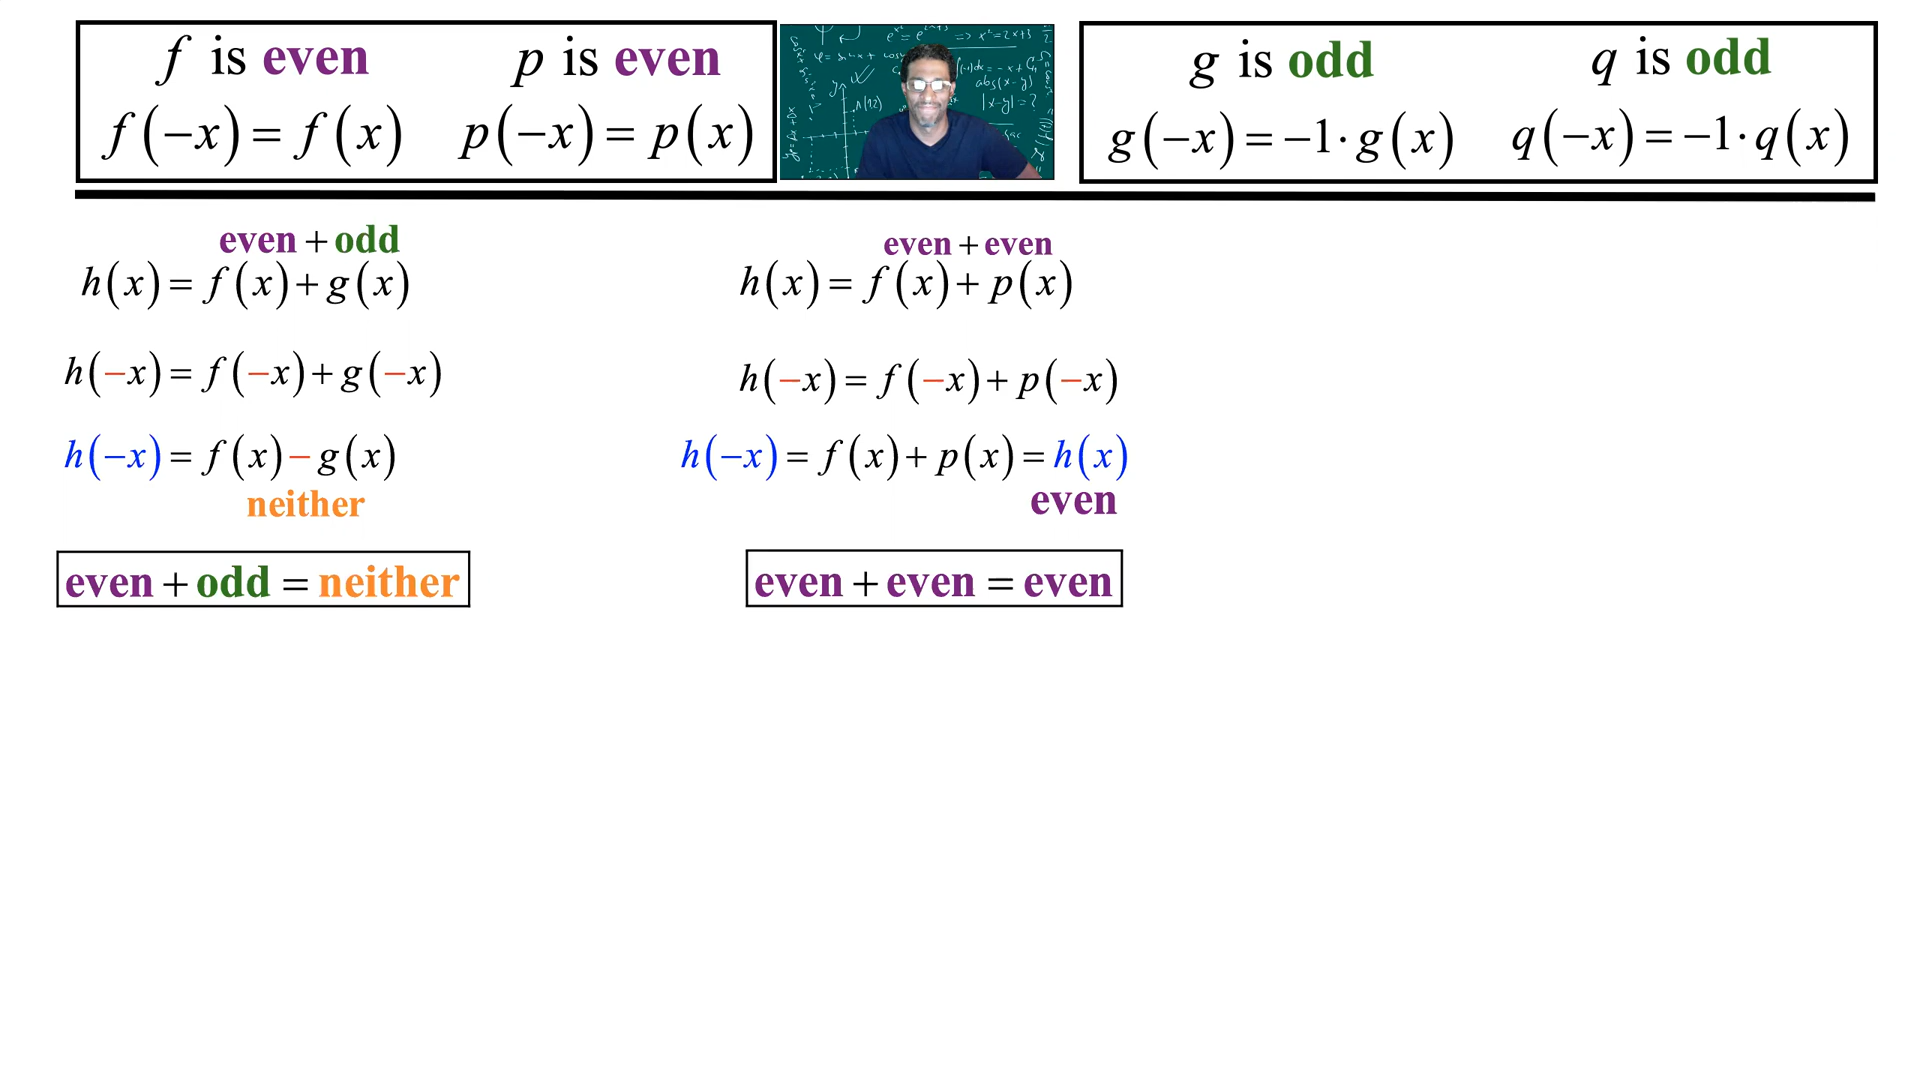 f is even
p is even
f(−x) = f(x)
p(−x) = p(x)
g is odd
q is odd
g(−x) = −1·g(x)
q(−x) = −1·q(x)
even + odd
h(x) = f(x) + g(x)
h(−x) = f(−x) + g(−x)
h(−x) = f(x) − g(x)
neither
even + odd = neither
even + even
h(x) = f(x) + p(x)
h(−x) = f(−x) + p(−x)
h(−x) = f(x) + p(x) = h(x)
even
even + even = even
abs(x−y)
|x−y| = ?